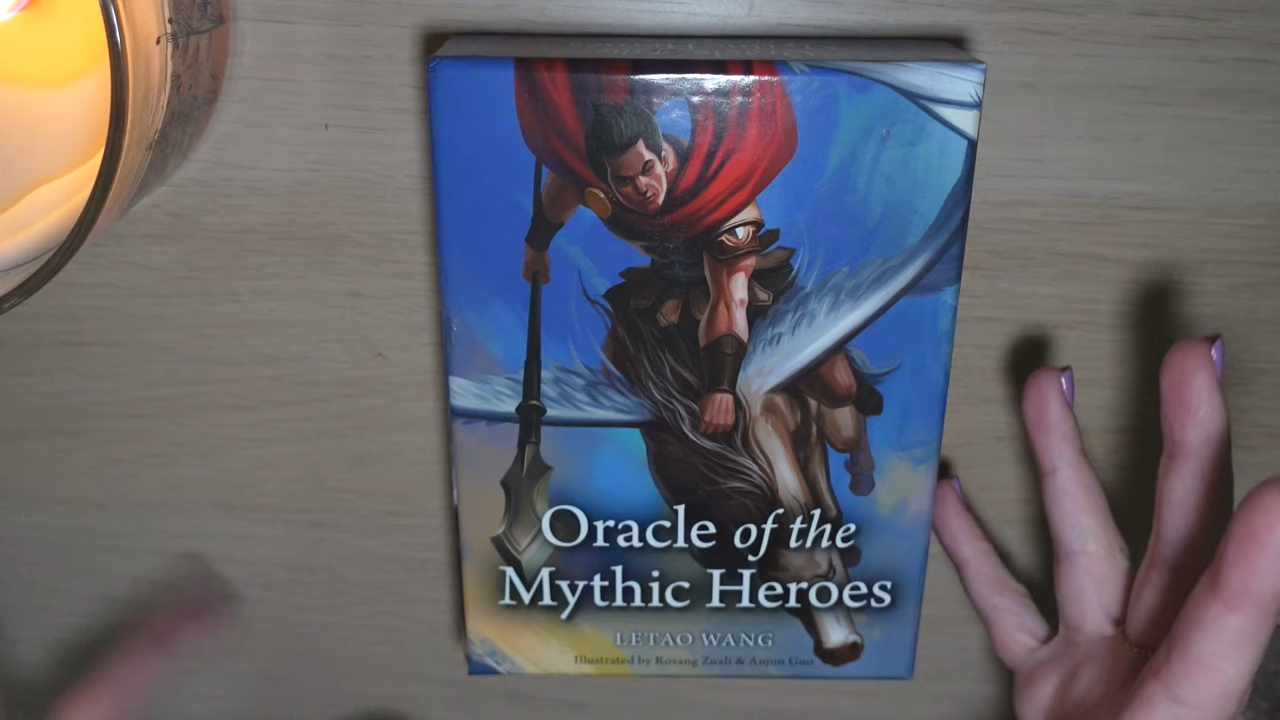 Oracle of the
Mythic Heroes
LETAO WANG
Illustrated by Rosang Zuali & Anjun Guo